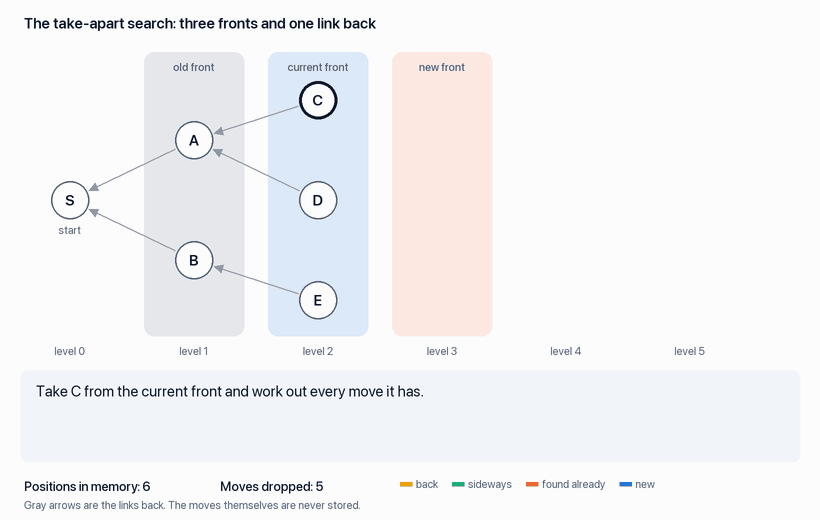 The take-apart search: three fronts and one link back
old front
current front
new front
C
A
S
D
start
B
E
level 0
level 1
level 2
level 3
level 4
level 5
Take C from the current front and work out every move it has.
Positions in memory: 6
Moves dropped: 5
back
sideways
found already
new
Gray arrows are the links back. The moves themselves are never stored.